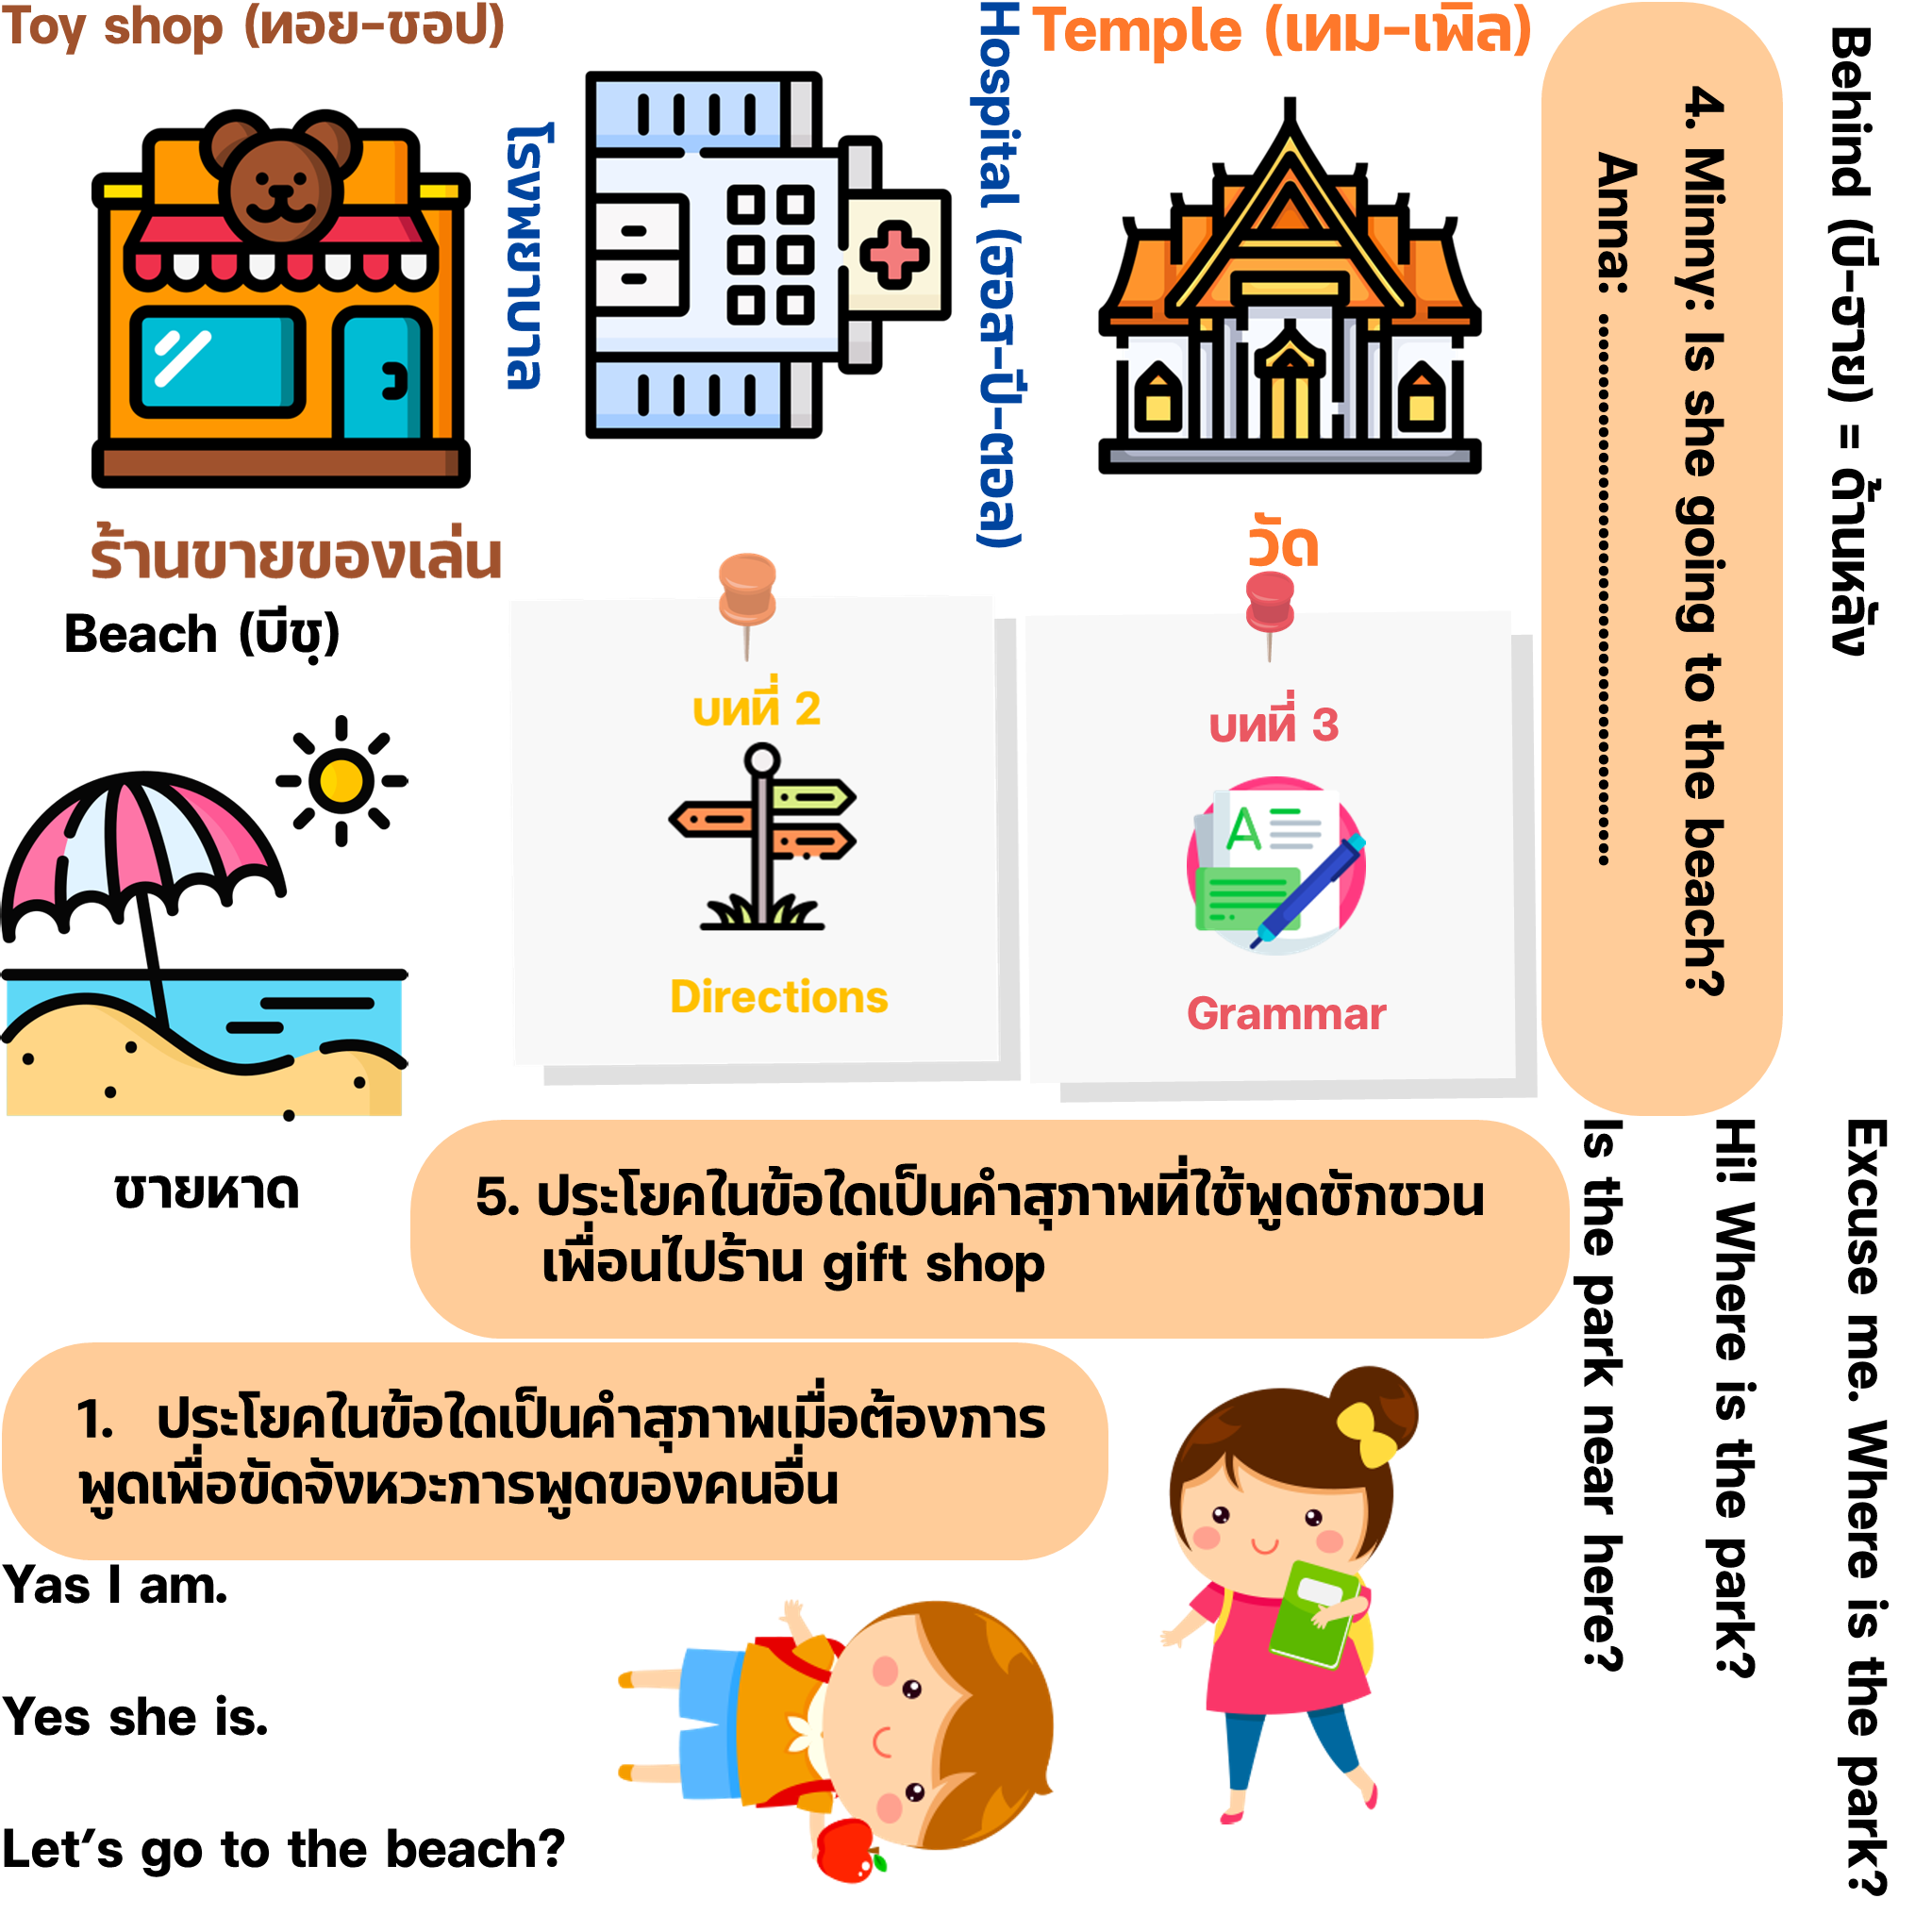 Toy shop (ทอย-ชอป)
ร้านขายของเล่น
Hospital (ฮอส-ปิ-ตอล)
โรงพยาบาล
Temple (เทม-เพิล)
วัด
4. Minny: Is she going to the beach?
Anna: ........................................................
Behind (บี-ฮาย) = ด้านหลัง
Beach (บีชฺ)
ชายหาด
บทที่ 2
Directions
บทที่ 3
Grammar
5. ประโยคในข้อใดเป็นคำสุภาพที่ใช้พูดชักชวน
เพื่อนไปร้าน gift shop
1. ประโยคในข้อใดเป็นคำสุภาพเมื่อต้องการ
พูดเพื่อขัดจังหวะการพูดของคนอื่น
Excuse me. Where is the park?
Hi! Where is the park?
Is the park near here?
Yas I am.
Yes she is.
Let's go to the beach?